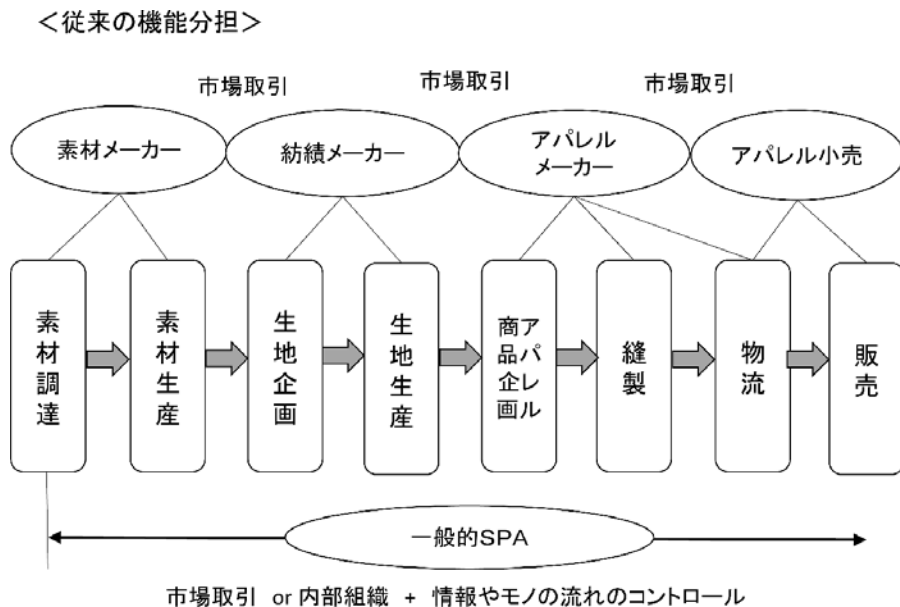 ＜従来の機能分担＞
市場取引
市場取引
市場取引
素材メーカー
紡績メーカー
アパレル
メーカー
アパレル小売
素材調達
素材生産
生地企画
生地生産
アパレル
商品企画
縫製
物流
販売
一般的SPA
市場取引 or 内部組織 + 情報やモノの流れのコントロール